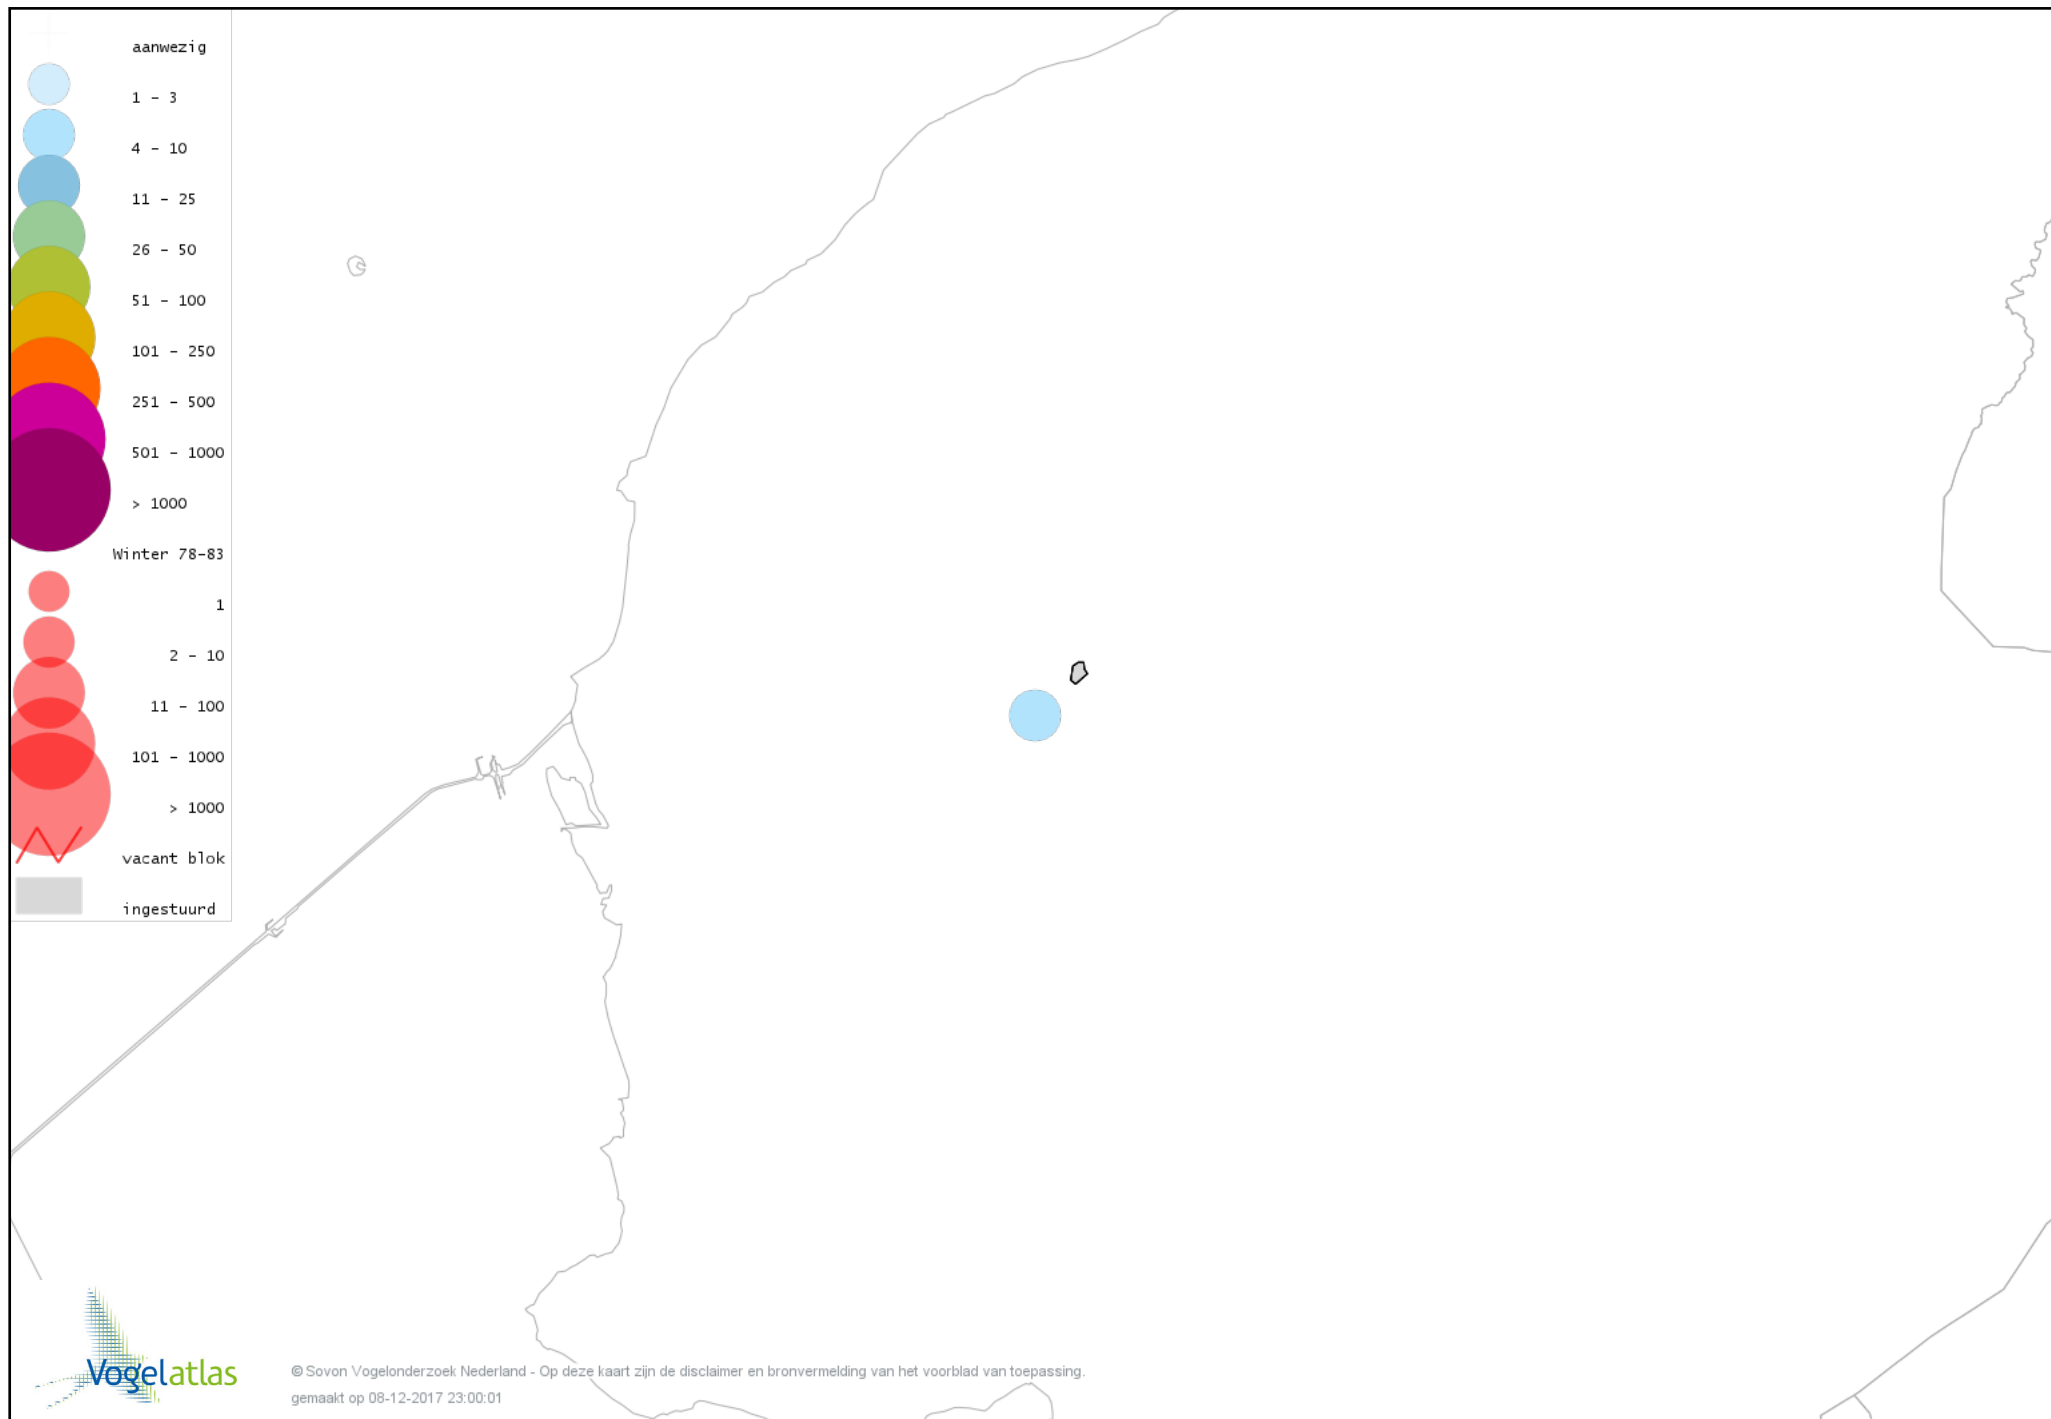 aanwezig
1 - 3
4 - 10
11 - 25
26 - 50
51 - 100
101 - 250
251 - 500
501 - 1000
> 1000
Winter 78-83
1
2 - 10
11 - 100
101 - 1000
> 1000
vacant blok
ingestuurd
Vogelatlas
© Sovon Vogelonderzoek Nederland - Op deze kaart zijn de disclaimer en bronvermelding van het voorblad van toepassing.
gemaakt op 08-12-2017 23:00:01